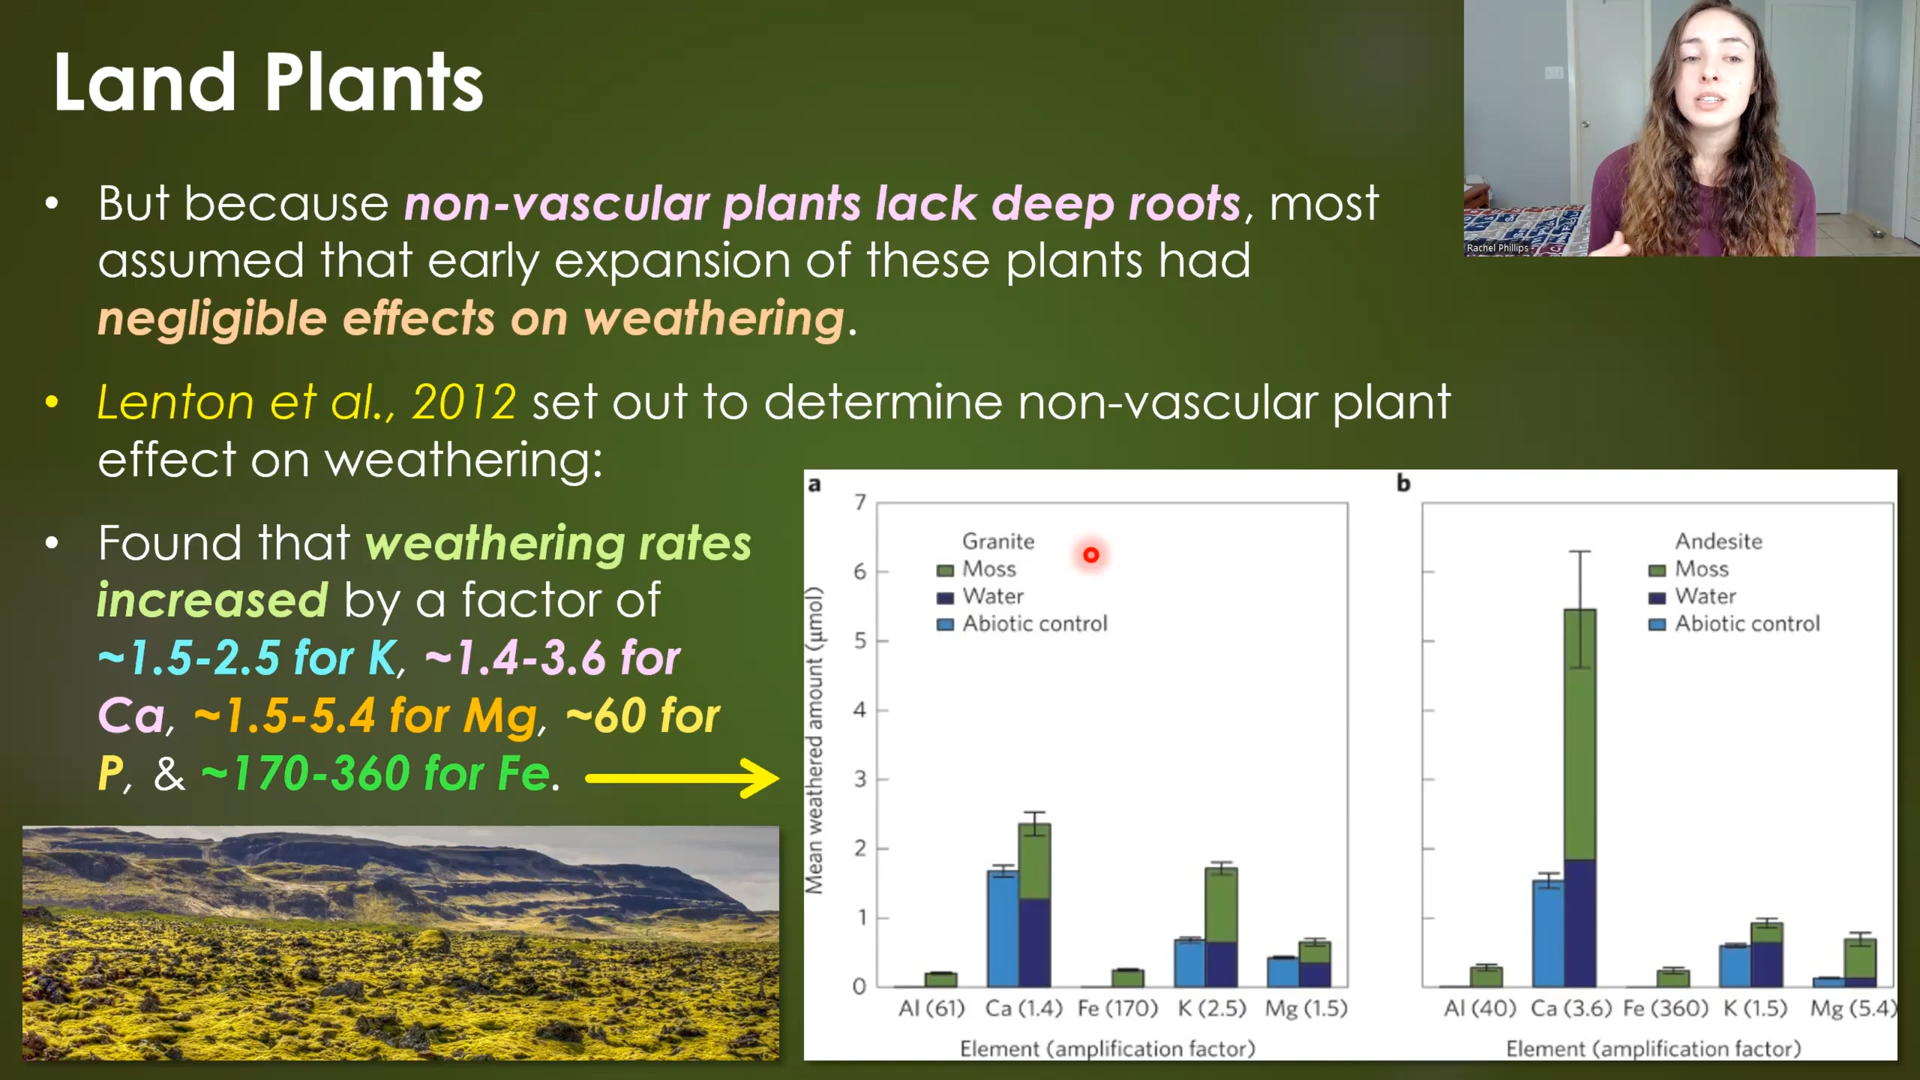 Land Plants
Rachel Phillips
• But because non-vascular plants lack deep roots, most
assumed that early expansion of these plants had
negligible effects on weathering.
• Lenton et al., 2012 set out to determine non-vascular plant
effect on weathering:
• Found that weathering rates
increased by a factor of
~1.5-2.5 for K, ~1.4-3.6 for
Ca, ~1.5-5.4 for Mg, ~60 for
P, & ~170-360 for Fe.
a
Mean weathered amount (μmol)
7
6
5
4
3
2
1
0
Granite
Moss
Water
Abiotic control
Al (61) Ca (1.4) Fe (170) K (2.5) Mg (1.5)
Element (amplification factor)
b
Andesite
Moss
Water
Abiotic control
Al (40) Ca (3.6) Fe (360) K (1.5) Mg (5.4)
Element (amplification factor)